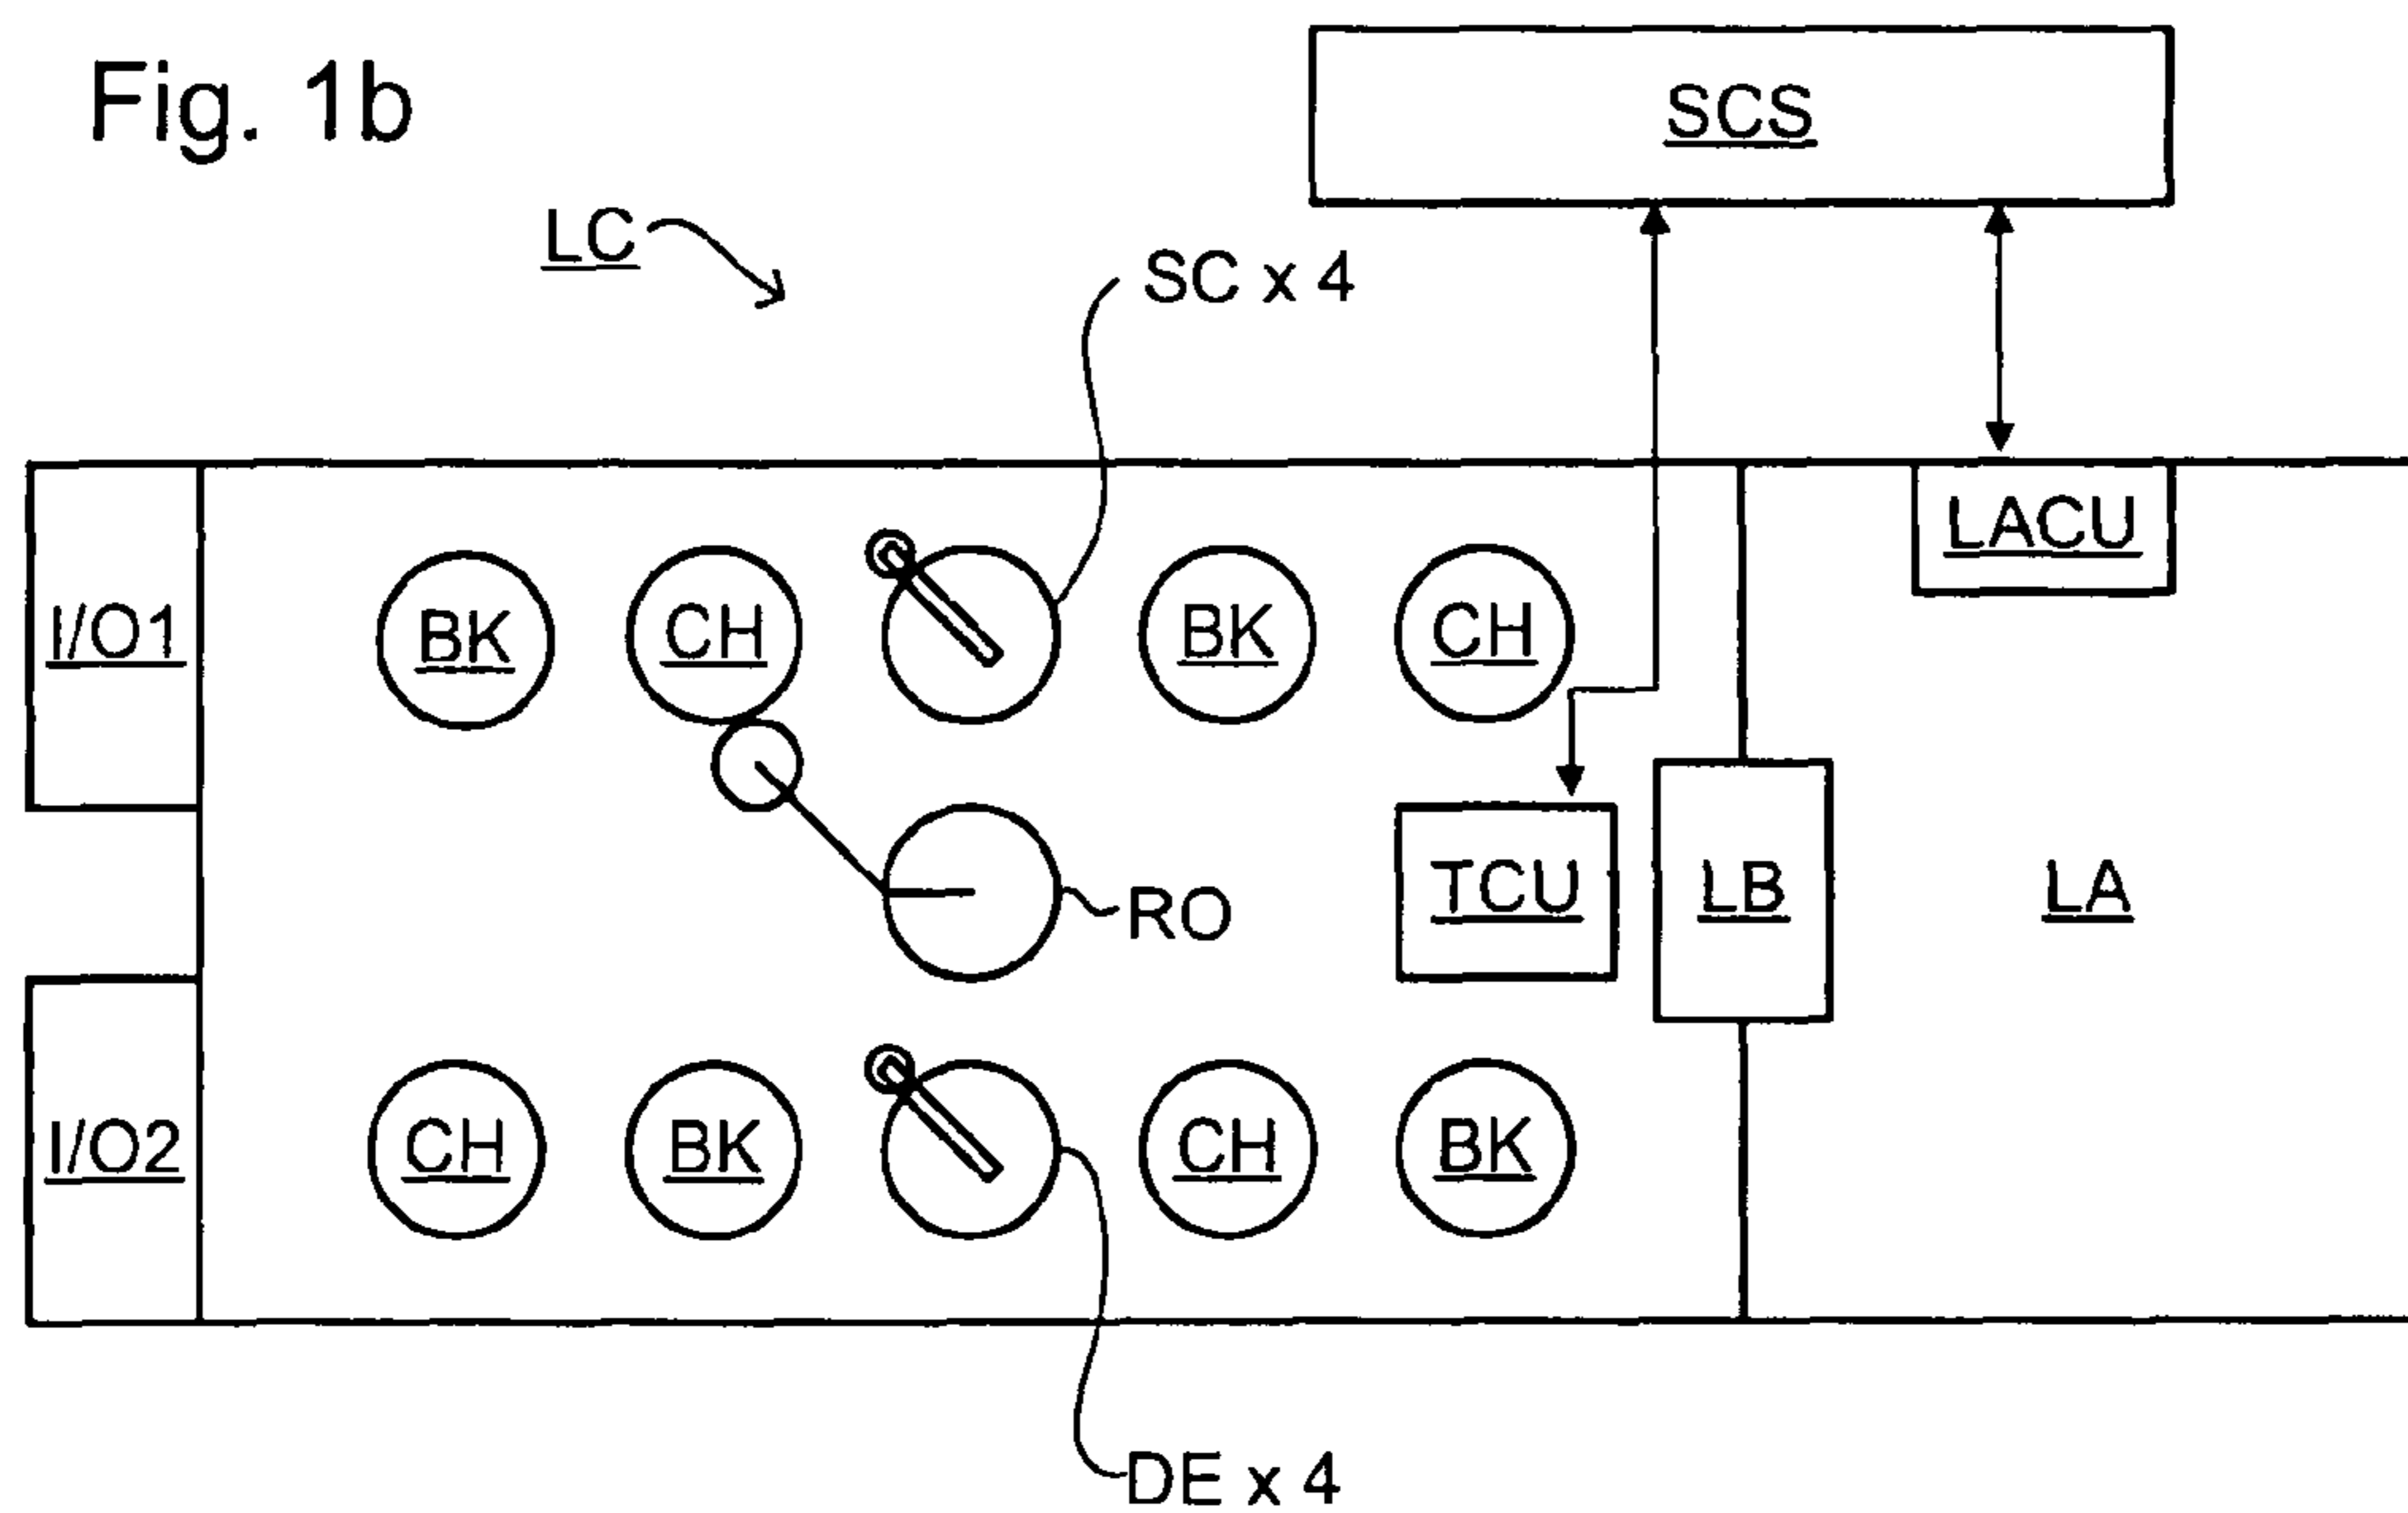 Fig. 1b
SCS
LC
SC x 4
LACU
I/O1
BK
CH
BK
CH
RO
TCU
LB
LA
I/O2
CH
BK
CH
BK
DE x 4